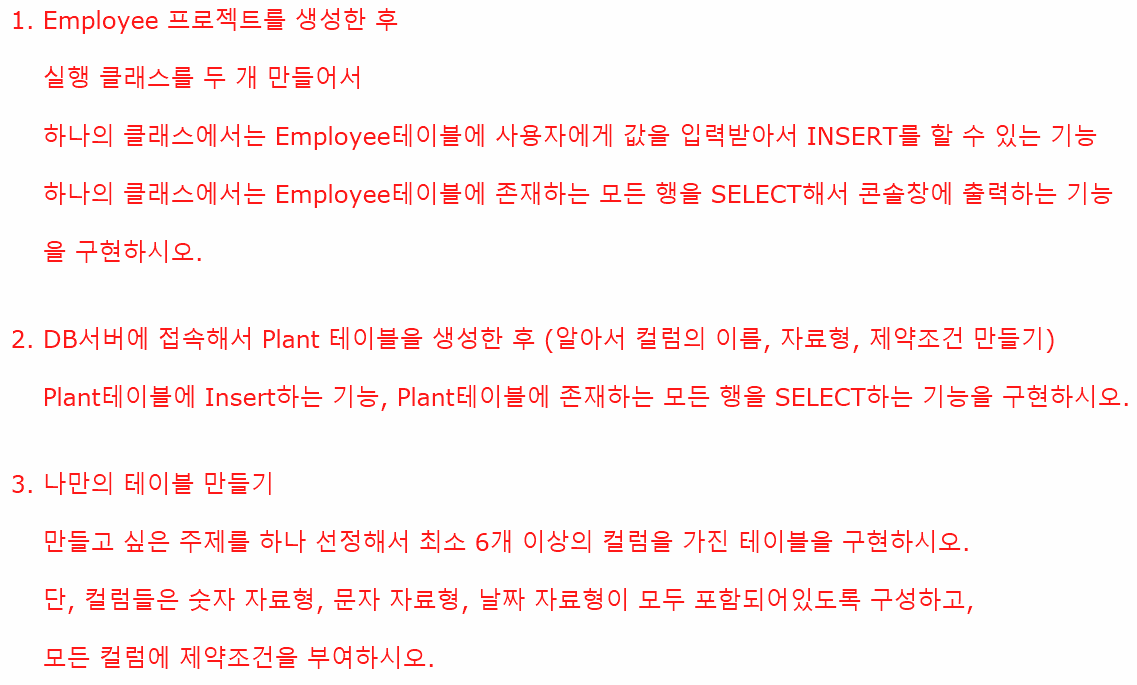 1. Employee 프로젝트를 생성한 후
실행 클래스를 두 개 만들어서
하나의 클래스에서는 Employee테이블에 사용자에게 값을 입력받아서 INSERT를 할 수 있는 기능
하나의 클래스에서는 Employee테이블에 존재하는 모든 행을 SELECT해서 콘솔창에 출력하는 기능
을 구현하시오.
2. DB서버에 접속해서 Plant 테이블을 생성한 후 (알아서 컬럼의 이름, 자료형, 제약조건 만들기)
Plant테이블에 Insert하는 기능, Plant테이블에 존재하는 모든 행을 SELECT하는 기능을 구현하시오.
3. 나만의 테이블 만들기
만들고 싶은 주제를 하나 선정해서 최소 6개 이상의 컬럼을 가진 테이블을 구현하시오.
단, 컬럼들은 숫자 자료형, 문자 자료형, 날짜 자료형이 모두 포함되어있도록 구성하고,
모든 컬럼에 제약조건을 부여하시오.